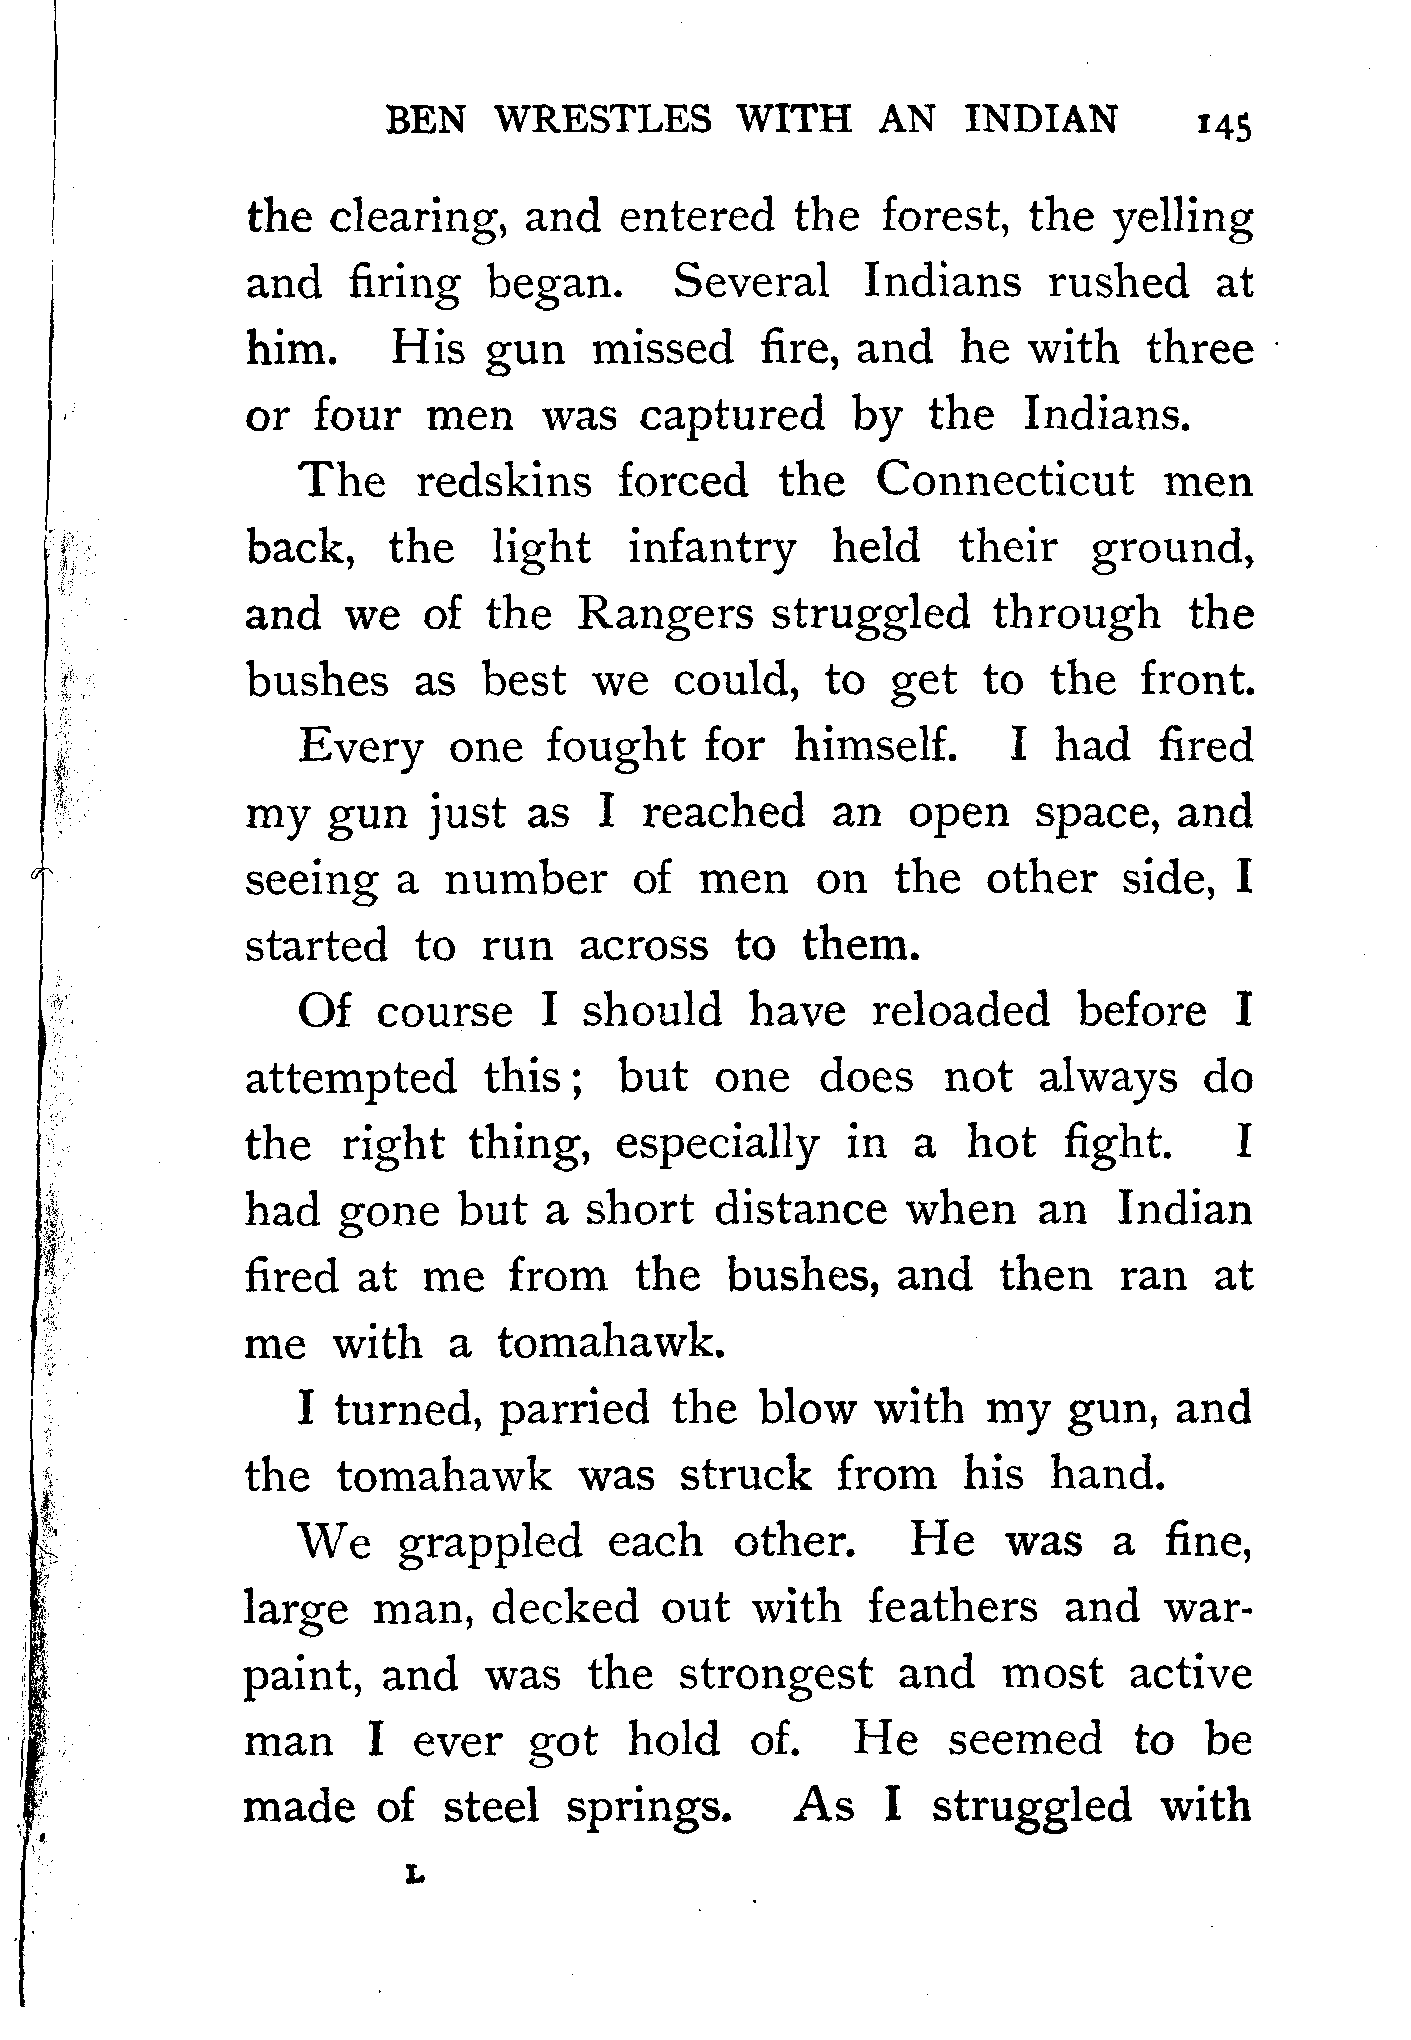 BEN WRESTLES WITH AN INDIAN 145
the clearing, and entered the forest, the yelling
and firing began. Several Indians rushed at
him. His gun missed fire, and he with three
or four men was captured by the Indians.
The redskins forced the Connecticut men
back, the light infantry held their ground,
and we of the Rangers struggled through the
bushes as best we could, to get to the front.
Every one fought for himself. I had fired
my gun just as I reached an open space, and
seeing a number of men on the other side, I
started to run across to them.
Of course I should have reloaded before I
attempted this; but one does not always do
the right thing, especially in a hot fight. I
had gone but a short distance when an Indian
fired at me from the bushes, and then ran at
me with a tomahawk.
I turned, parried the blow with my gun, and
the tomahawk was struck from his hand.
We grappled each other. He was a fine,
large man, decked out with feathers and war-
paint, and was the strongest and most active
man I ever got hold of. He seemed to be
made of steel springs. As I struggled with
L